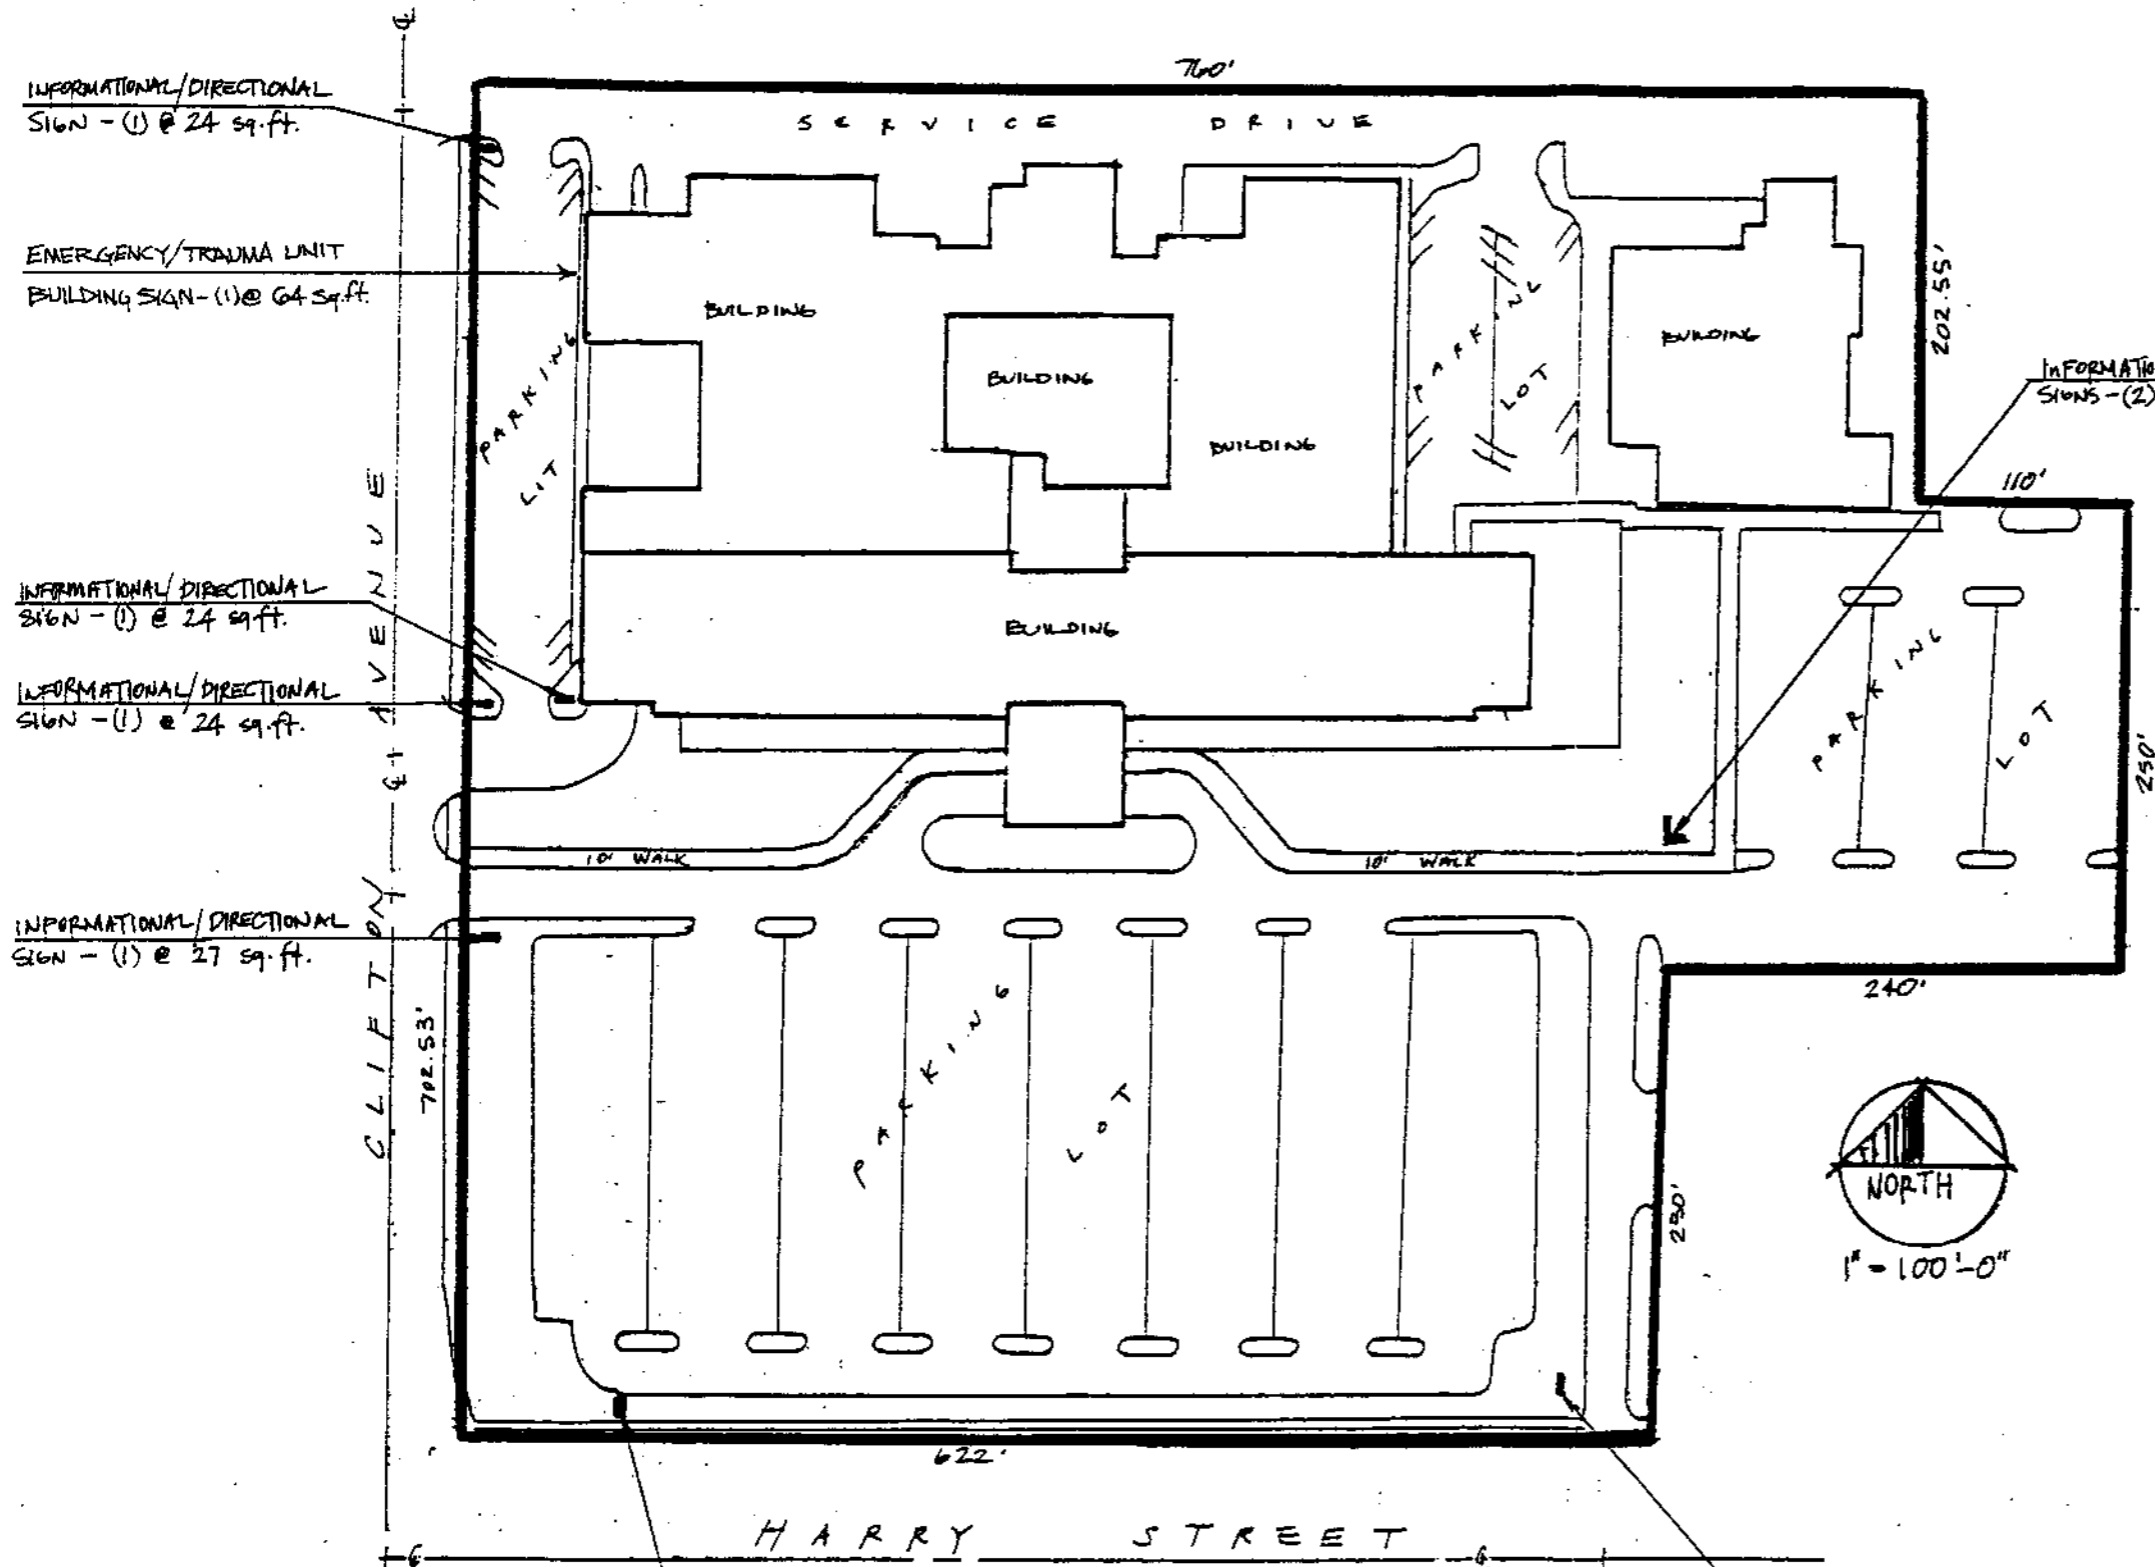 760'
INFORMATIONAL/DIRECTIONAL
SIGN - (1) @ 24 sq.ft.
SERVICE DRIVE
EMERGENCY/TRAUMA UNIT
BUILDING SIGN - (1) @ 64 sq.ft.
BUILDING
BUILDING
BUILDING
BUILDING
PARKING
LOT
PARKING
LOT
202.55'
INFORMATIO
SIGNS - (2)
110'
INFORMATIONAL/DIRECTIONAL
SIGN - (1) @ 24 sq.ft.
BUILDING
INFORMATIONAL/DIRECTIONAL
SIGN - (1) @ 24 sq.ft.
PARKING
LOT
250'
10' WALK
10' WALK
INFORMATIONAL/DIRECTIONAL
SIGN - (1) @ 27 sq.ft.
CLIFTON AVENUE
702.53'
240'
PARKING
LOT
250'
NORTH
1" = 100'-0"
622'
HARRY STREET